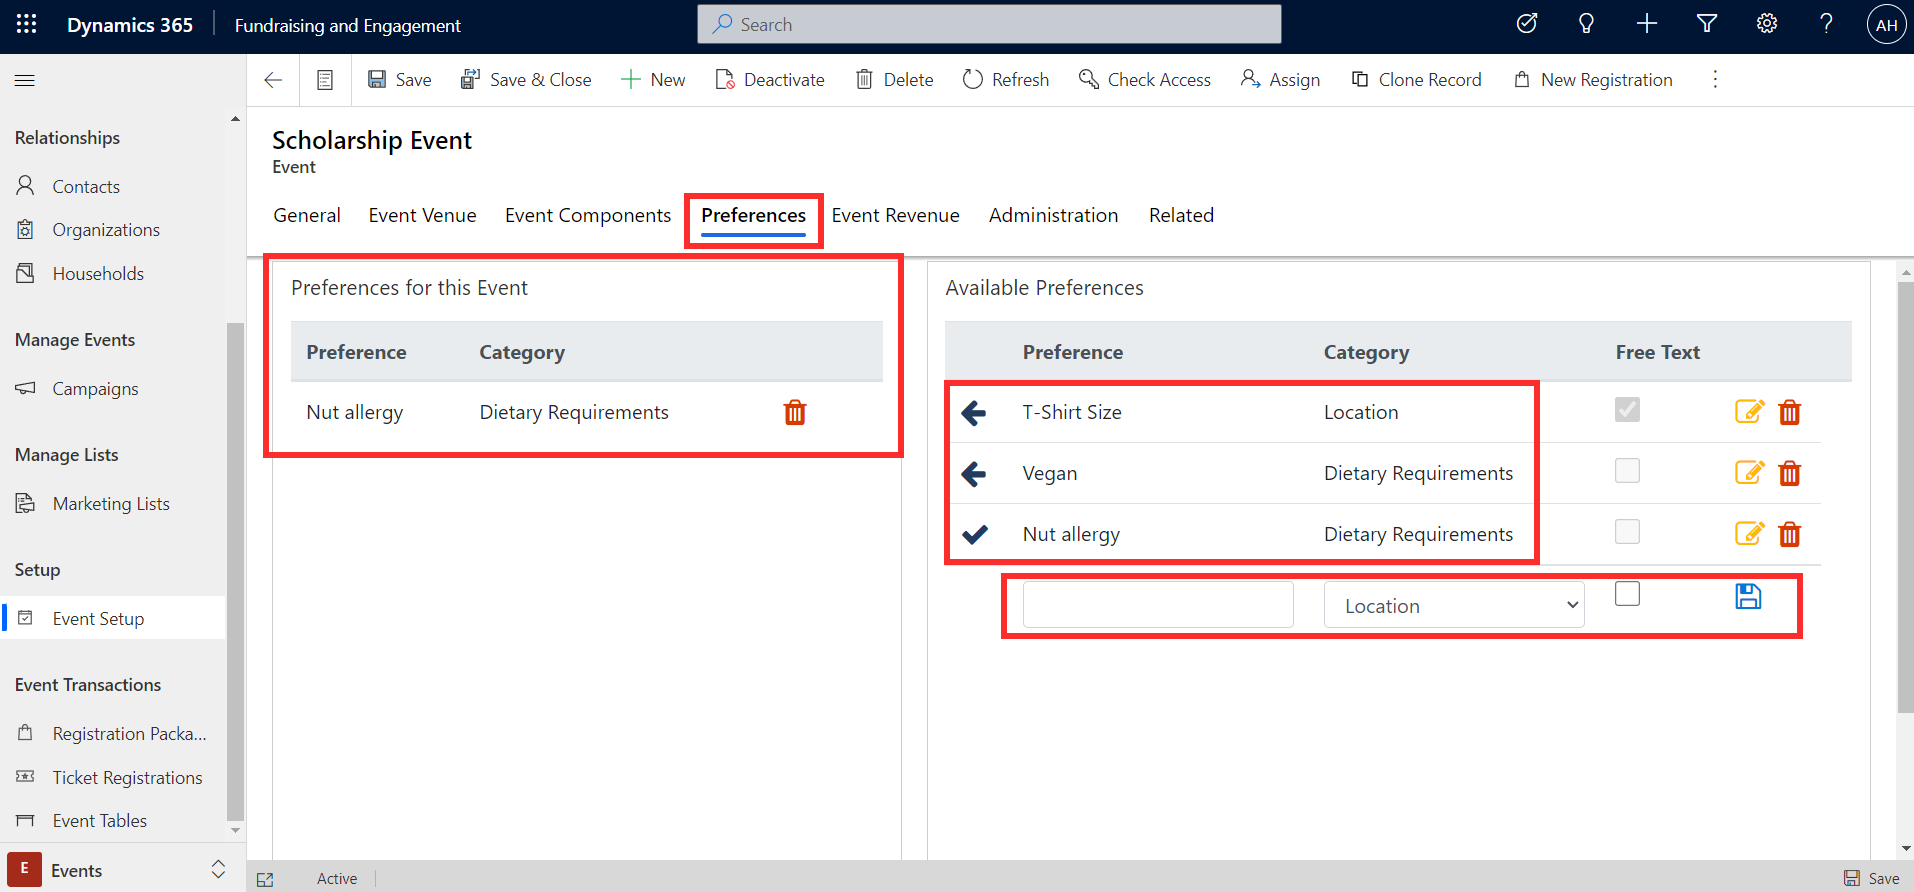 Dynamics 365 Fundraising and Engagement Search AH
Save Save & Close New Deactivate Delete Refresh Check Access Assign Clone Record New Registration
Relationships
Contacts
Organizations
Households
Manage Events
Campaigns
Manage Lists
Marketing Lists
Setup
Event Setup
Event Transactions
Registration Packa...
Ticket Registrations
Event Tables
E Events
Scholarship Event
Event
General Event Venue Event Components Preferences Event Revenue Administration Related
Preferences for this Event
Preference Category
Nut allergy Dietary Requirements
Available Preferences
Preference Category Free Text
T-Shirt Size Location
Vegan Dietary Requirements
Nut allergy Dietary Requirements
Location
Active Save